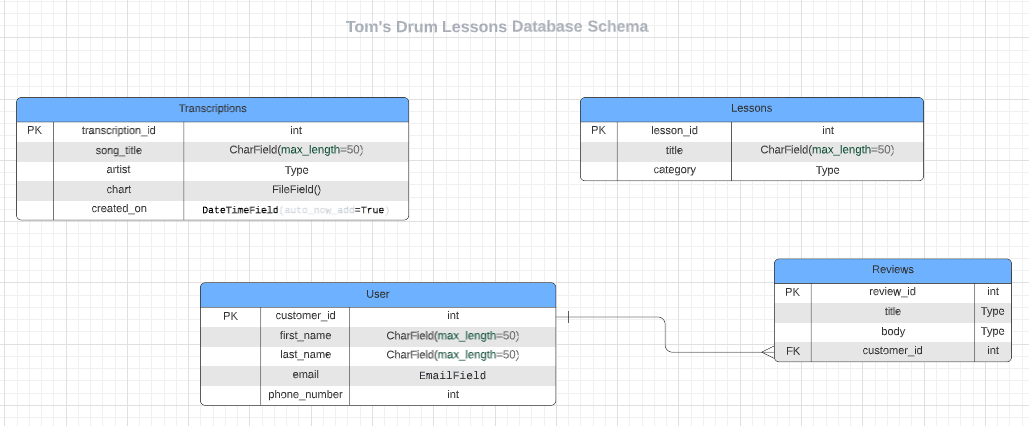 Tom's Drum Lessons Database Schema
Transcriptions
PK transcription_id int
song_title CharField(max_length=50)
artist Type
chart FileField()
created_on DateTimeField(auto_now_add=True)
Lessons
PK lesson_id int
title CharField(max_length=50)
category Type
User
PK customer_id int
first_name CharField(max_length=50)
last_name CharField(max_length=50)
email EmailField
phone_number int
Reviews
PK review_id int
title Type
body Type
FK customer_id int